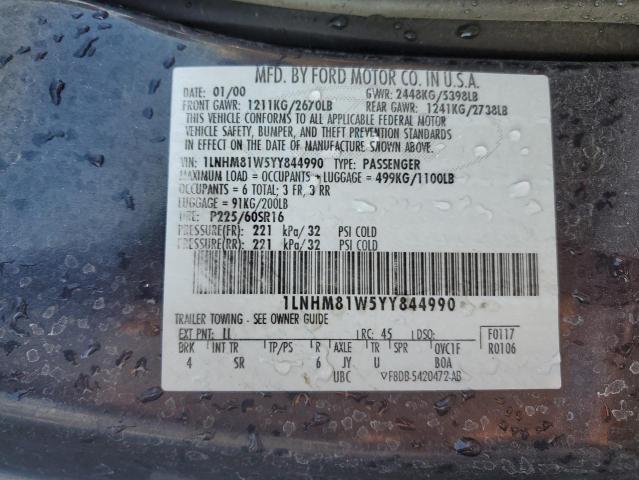 MFD. BY FORD MOTOR CO. IN U.S.A.
DATE: 01/00 GVWR: 2448KG/5398LB
FRONT GAWR: 1211KG/2670LB REAR GAWR: 1241KG/2738LB
THIS VEHICLE CONFORMS TO ALL APPLICABLE FEDERAL MOTOR
VEHICLE SAFETY, BUMPER, AND THEFT PREVENTION STANDARDS
IN EFFECT ON THE DATE OF MANUFACTURE SHOWN ABOVE.
VIN: 1LNHM81W5YY844990 TYPE: PASSENGER
MAXIMUM LOAD = OCCUPANTS + LUGGAGE = 499KG/1100LB
OCCUPANTS = 6 TOTAL; 3 FR, 3 RR
LUGGAGE = 91KG/200LB
TIRE: P225/60SR16
PRESSURE(FR): 221 kPa/32 PSI COLD
PRESSURE(RR): 221 kPa/32 PSI COLD
1LNHM81W5YY844990
TRAILER TOWING - SEE OWNER GUIDE
EXT PNT: RC: 45 DSO: F0117
BRK INT TR TP/PS R AXLE TR SPR OVC1F R0106
4 SR 6 JY U BOA
UBC F8DB-5420472-AB